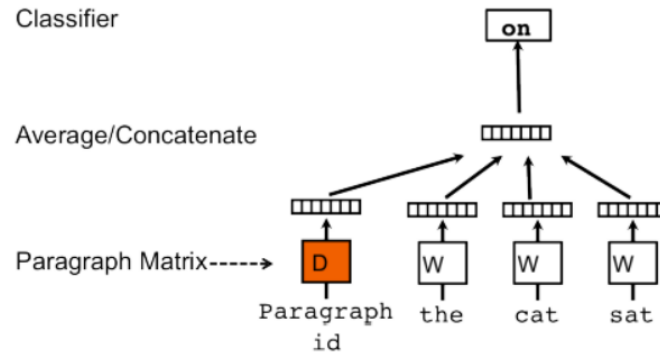 Classifier
on
Average/Concatenate
Paragraph Matrix
D
W
W
W
Paragraph id
the
cat
sat